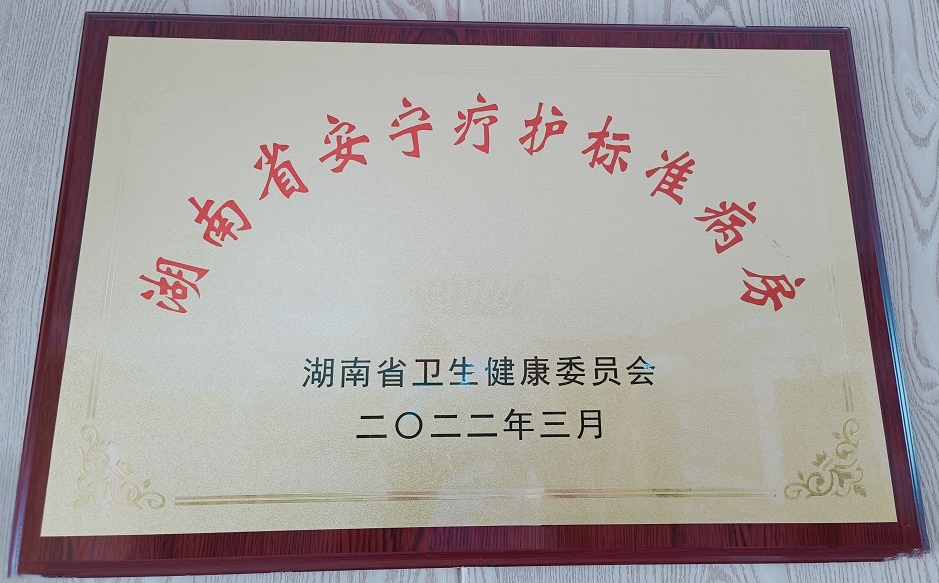 湖南省安宁疗护标准病房
湖南省卫生健康委员会
二〇二二年三月